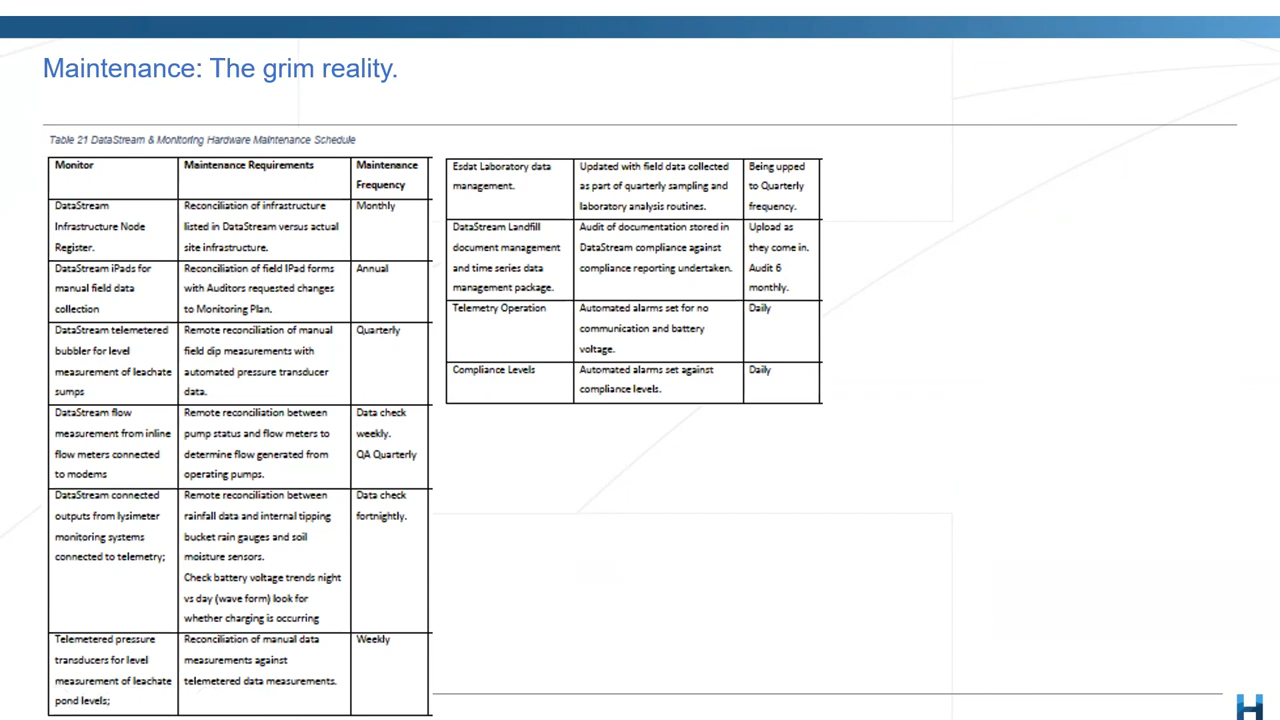 Maintenance: The grim reality.
Table 21 DataStream & Monitoring Hardware Maintenance Schedule
Monitor
Maintenance Requirements
Maintenance
Frequency
DataStream
Infrastructure Node
Register.
Reconciliation of infrastructure
listed in DataStream versus actual
site infrastructure.
Monthly
DataStream iPads for
manual field data
collection
Reconciliation of field IPad forms
with Auditors requested changes
to Monitoring Plan.
Annual
DataStream telemetered
bubbler for level
measurement of leachate
sumps
Remote reconciliation of manual
field dip measurements with
automated pressure transducer
data.
Quarterly
DataStream flow
measurement from inline
flow meters connected
to modems
Remote reconciliation between
pump status and flow meters to
determine flow generated from
operating pumps.
Data check
weekly.
QA Quarterly
DataStream connected
outputs from lysimeter
monitoring systems
connected to telemetry;
Remote reconciliation between
rainfall data and internal tipping
bucket rain gauges and soil
moisture sensors.
Check battery voltage trends night
vs day (wave form) look for
whether charging is occurring
Data check
fortnightly.
Telemetered pressure
transducers for level
measurement of leachate
pond levels;
Reconciliation of manual data
measurements against
telemetered data measurements.
Weekly
Esdat Laboratory data
management.
Updated with field data collected
as part of quarterly sampling and
laboratory analysis routines.
Being upped
to Quarterly
frequency.
DataStream Landfill
document management
and time series data
management package.
Audit of documentation stored in
DataStream compliance against
compliance reporting undertaken.
Upload as
they come in.
Audit 6
monthly.
Telemetry Operation
Automated alarms set for no
communication and battery
voltage.
Daily
Compliance Levels
Automated alarms set against
compliance levels.
Daily
H